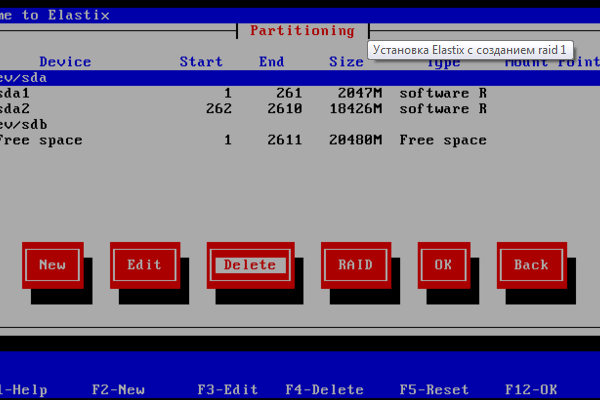 me to Elastix
Partitioning
Установка Elastix с созданием raid 1
Device Start End Size Type Mount Point
ev/sda
sda1 1 261 2047M software R
sda2 262 2610 18426M software R
ev/sdb
Free space 1 2611 20480M Free space
New Edit Delete RAID OK Back
1-Help F2-New F3-Edit F4-Delete F5-Reset F12-OK